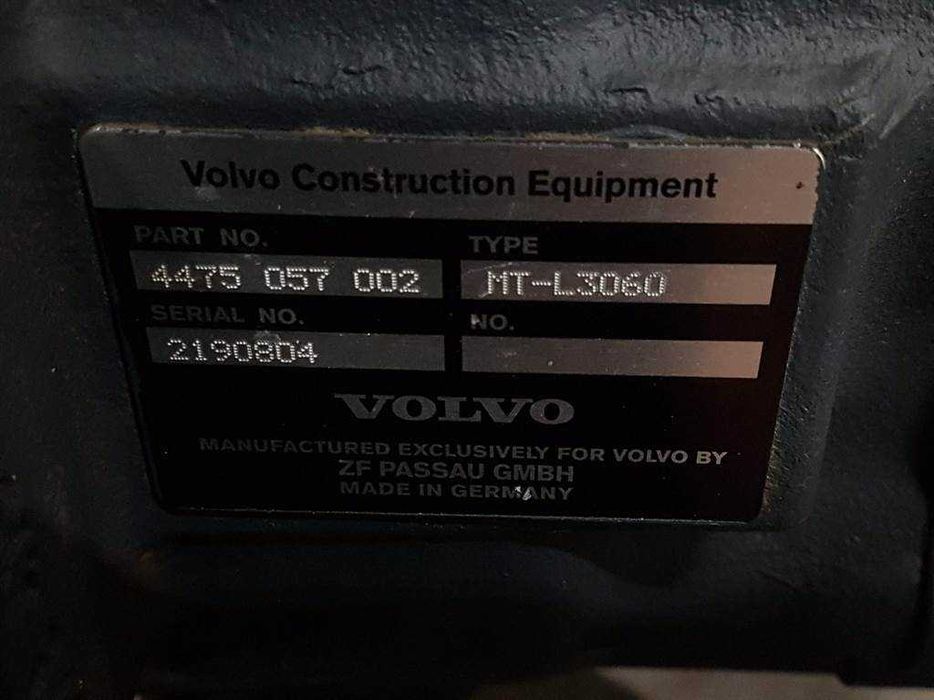 Volvo Construction Equipment
PART NO. TYPE
4475 057 002 MT-L3060
SERIAL NO. NO.
2190804
VOLVO
MANUFACTURED EXCLUSIVELY FOR VOLVO BY
ZF PASSAU GMBH
MADE IN GERMANY